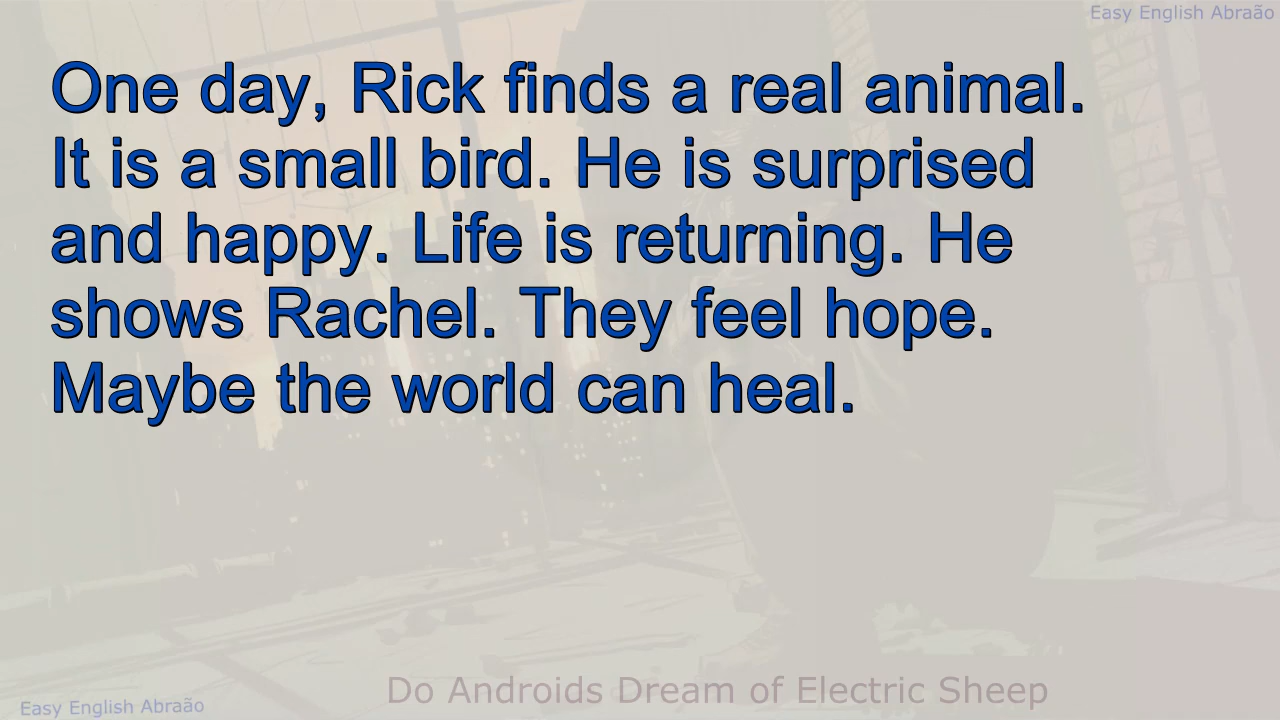 Easy English Abraão
One day, Rick finds a real animal.
It is a small bird. He is surprised
and happy. Life is returning. He
shows Rachel. They feel hope.
Maybe the world can heal.
Do Androids Dream of Electric Sheep
Easy English Abraão